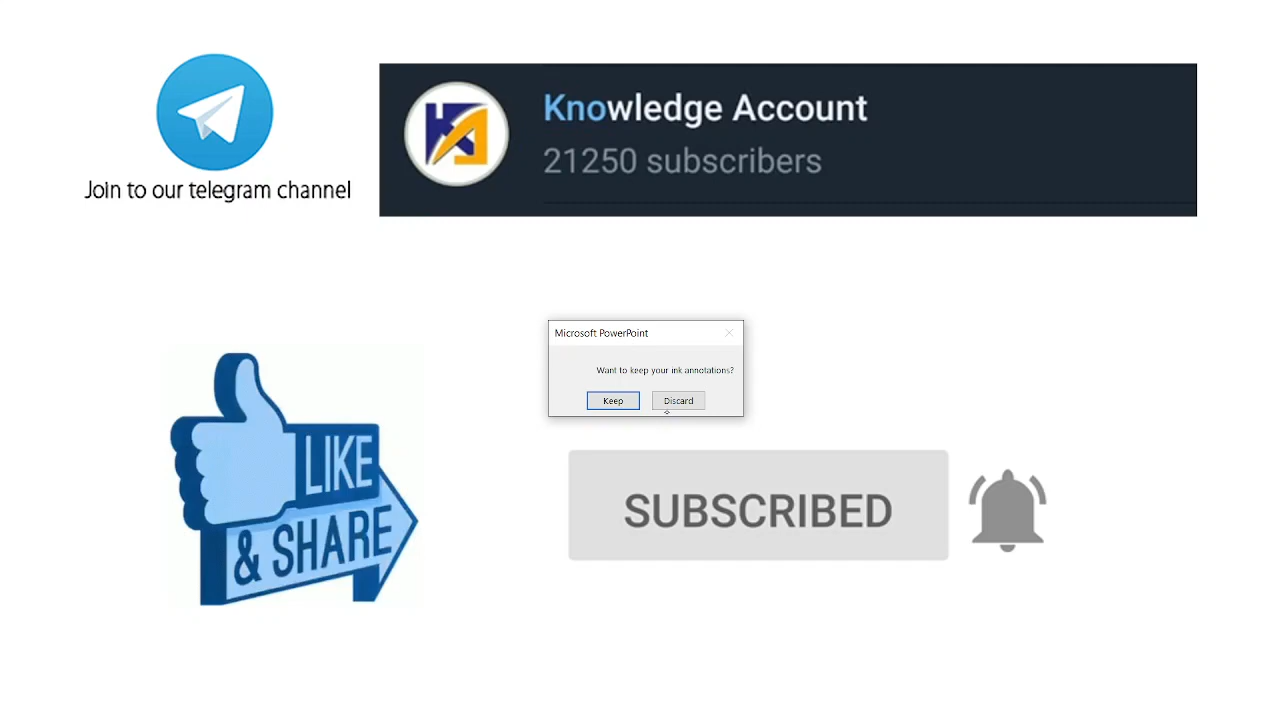 Knowledge Account
21250 subscribers
Join to our telegram channel
Microsoft PowerPoint
Want to keep your ink annotations?
Keep
Discard
LIKE
& SHARE
SUBSCRIBED